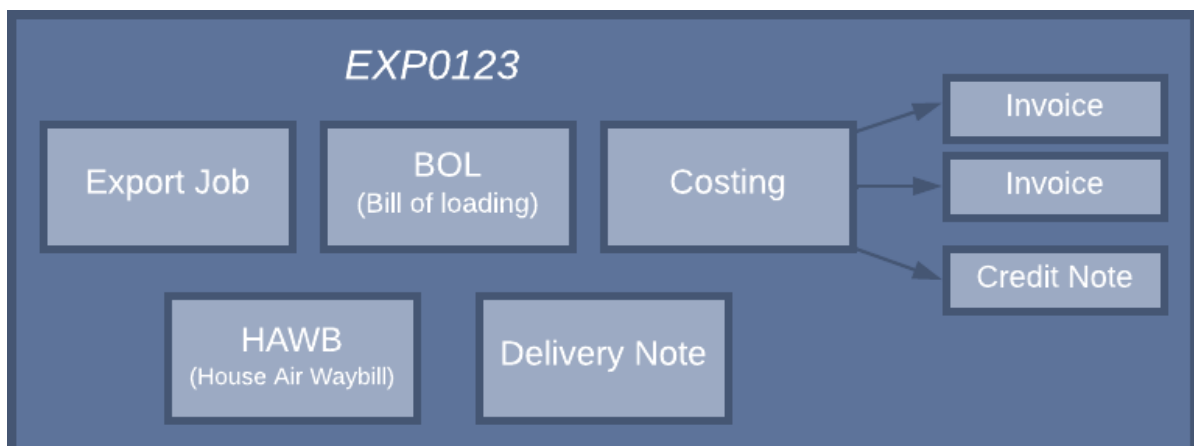 EXP0123
Export Job
BOL
(Bill of loading)
Costing
Invoice
Invoice
Credit Note
HAWB
(House Air Waybill)
Delivery Note